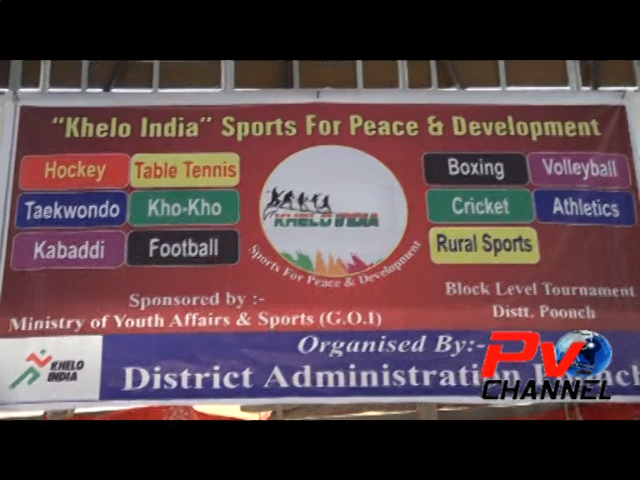 "Khelo India" Sports For Peace & Development
Hockey
Table Tennis
Taekwondo
Kho-Kho
Kabaddi
Football
KHELO INDIA
Sports For Peace & Development
Boxing
Volleyball
Cricket
Athletics
Rural Sports
Sponsored by :-
Ministry of Youth Affairs & Sports (G.O.I)
Block Level Tournament
Distt. Poonch
KHELO
INDIA
Organised By:-
District Administration
PV
CHANNEL